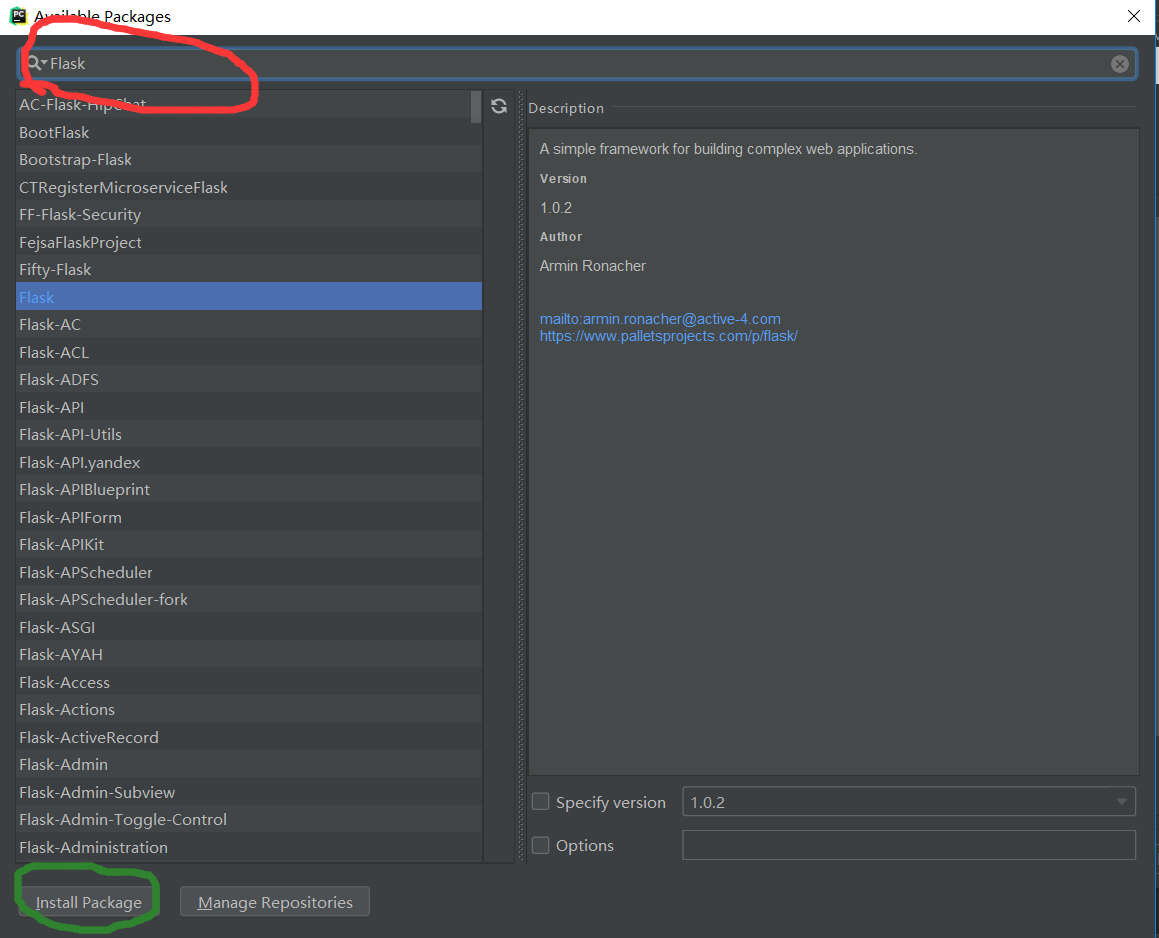 PC Available Packages
Flask
AC-Flask-HipChat
BootFlask
Bootstrap-Flask
CTRegisterMicroserviceFlask
FF-Flask-Security
FejsaFlaskProject
Fifty-Flask
Flask
Flask-AC
Flask-ACL
Flask-ADFS
Flask-API
Flask-API-Utils
Flask-API.yandex
Flask-APIBlueprint
Flask-APIForm
Flask-APIKit
Flask-APScheduler
Flask-APScheduler-fork
Flask-ASGI
Flask-AYAH
Flask-Access
Flask-Actions
Flask-ActiveRecord
Flask-Admin
Flask-Admin-Subview
Flask-Admin-Toggle-Control
Flask-Administration
Description
A simple framework for building complex web applications.
Version
1.0.2
Author
Armin Ronacher
mailto:armin.ronacher@active-4.com
https://www.palletsprojects.com/p/flask/
Specify version 1.0.2
Options
Install Package Manage Repositories